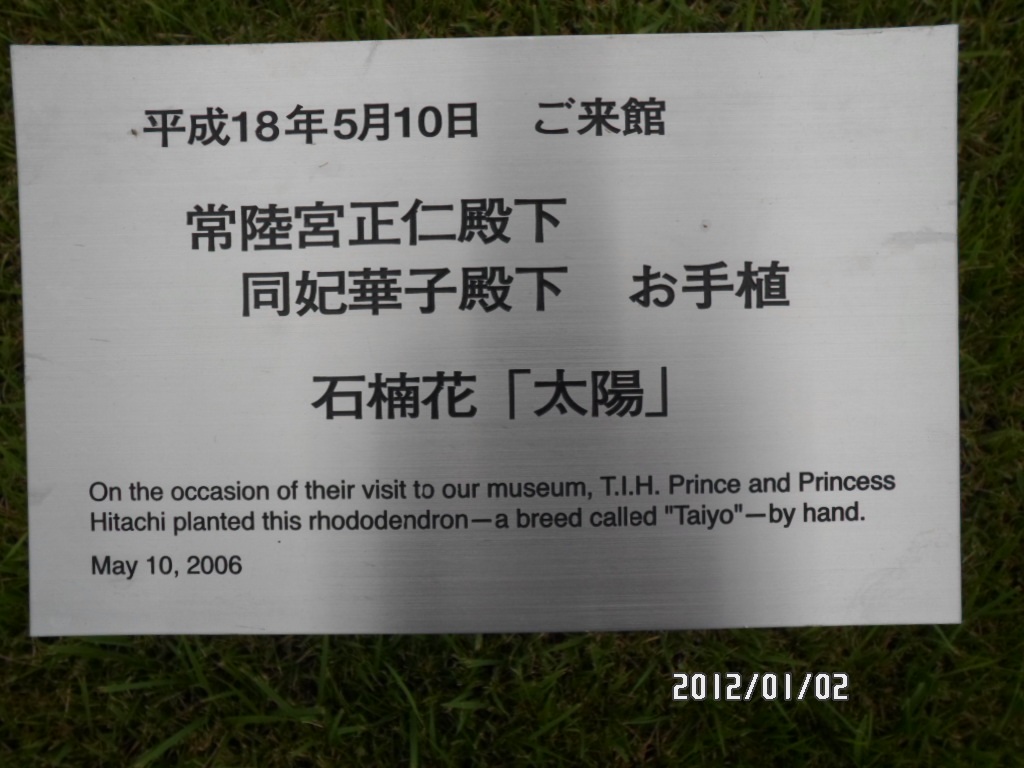 平成18年5月10日　ご来館
常陸宮正仁殿下
同妃華子殿下　お手植
石楠花「太陽」
On the occasion of their visit to our museum, T.I.H. Prince and Princess
Hitachi planted this rhododendron—a breed called "Taiyo"—by hand.
May 10, 2006
2012/01/02